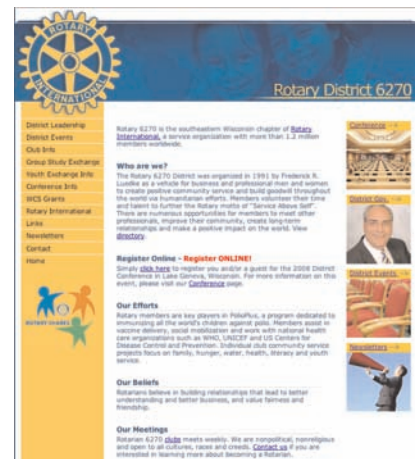 ROTARY
INTERNATIONAL
Rotary District 6270
District Leadership
District Events
Club Info
Group Study Exchange
Youth Exchange Info
Conference Info
WCS Grants
Rotary International
Links
Newsletters
Contact
Home
ROTARY SHARES
Rotary 6270 is the southeastern Wisconsin chapter of Rotary
International, a service organization with more than 1.2 million
members worldwide.
Who are we?
The Rotary 6270 District was organized in 1991 by Frederick R.
Luedke as a vehicle for business and professional men and women
to create positive community service and build goodwill throughout
the world via humanitarian efforts. Members volunteer their time
and talent to further the Rotary motto of "Service Above Self".
There are numerous opportunities for members to meet other
professionals, improve their community, create long-term
relationships and make a positive impact on the world. View
directory.
Register Online - Register ONLINE!
Simply click here to register you and/or a guest for the 2008 District
Conference in Lake Geneva, Wisconsin. For more information on this
event, please visit our Conference page.
Our Efforts
Rotary members are key players in PolioPlus, a program dedicated to
immunizing all the world's children against polio. Members assist in
vaccine delivery, social mobilization and work with national health
care organizations such as WHO, UNICEF and US Centers for
Disease Control and Prevention. Individual club community service
projects focus on family, hunger, water, health, literacy and youth
service.
Our Beliefs
Rotarians believe in building relationships that lead to better
understanding and better business, and value fairness and
friendship.
Our Meetings
Rotarian 6270 clubs meets weekly. We are nonpolitical, nonreligious
and open to all cultures, races and creeds. Contact us if you are
interested in learning more about becoming a Rotarian.
Conference -->
District Gov. -->
District Events -->
Newsletters -->